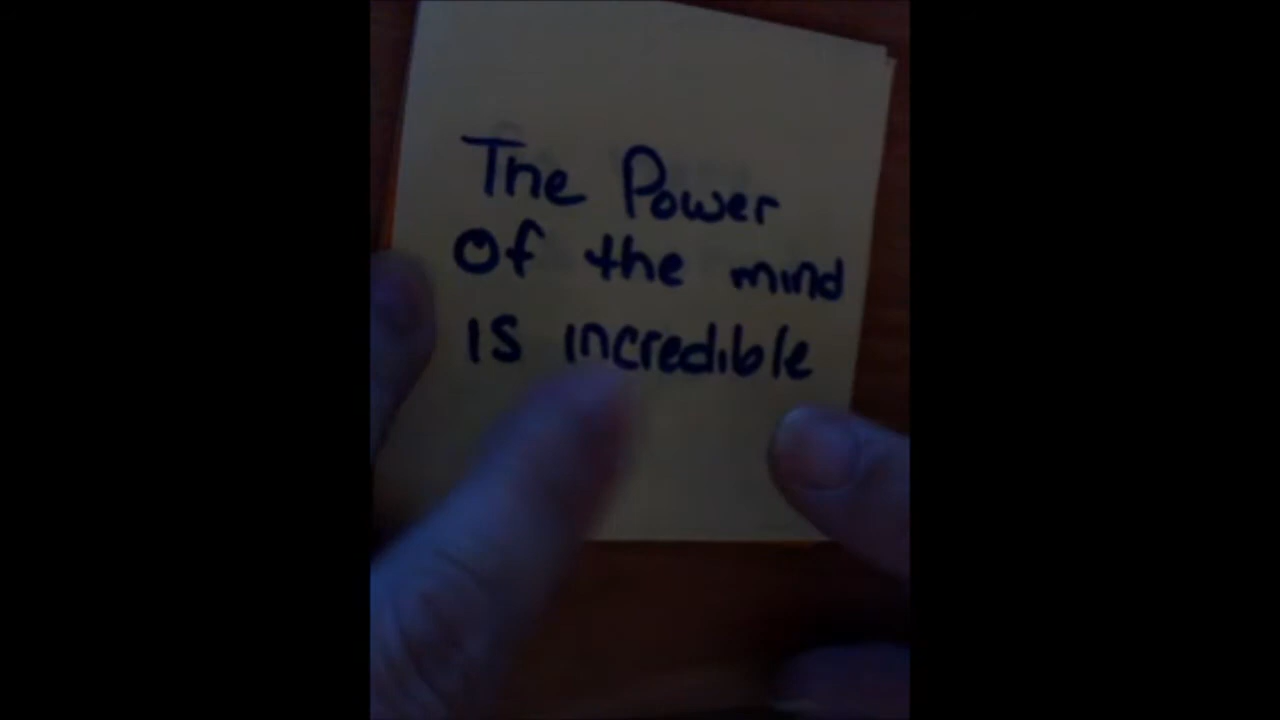 The Power
Of the mind
is incredible